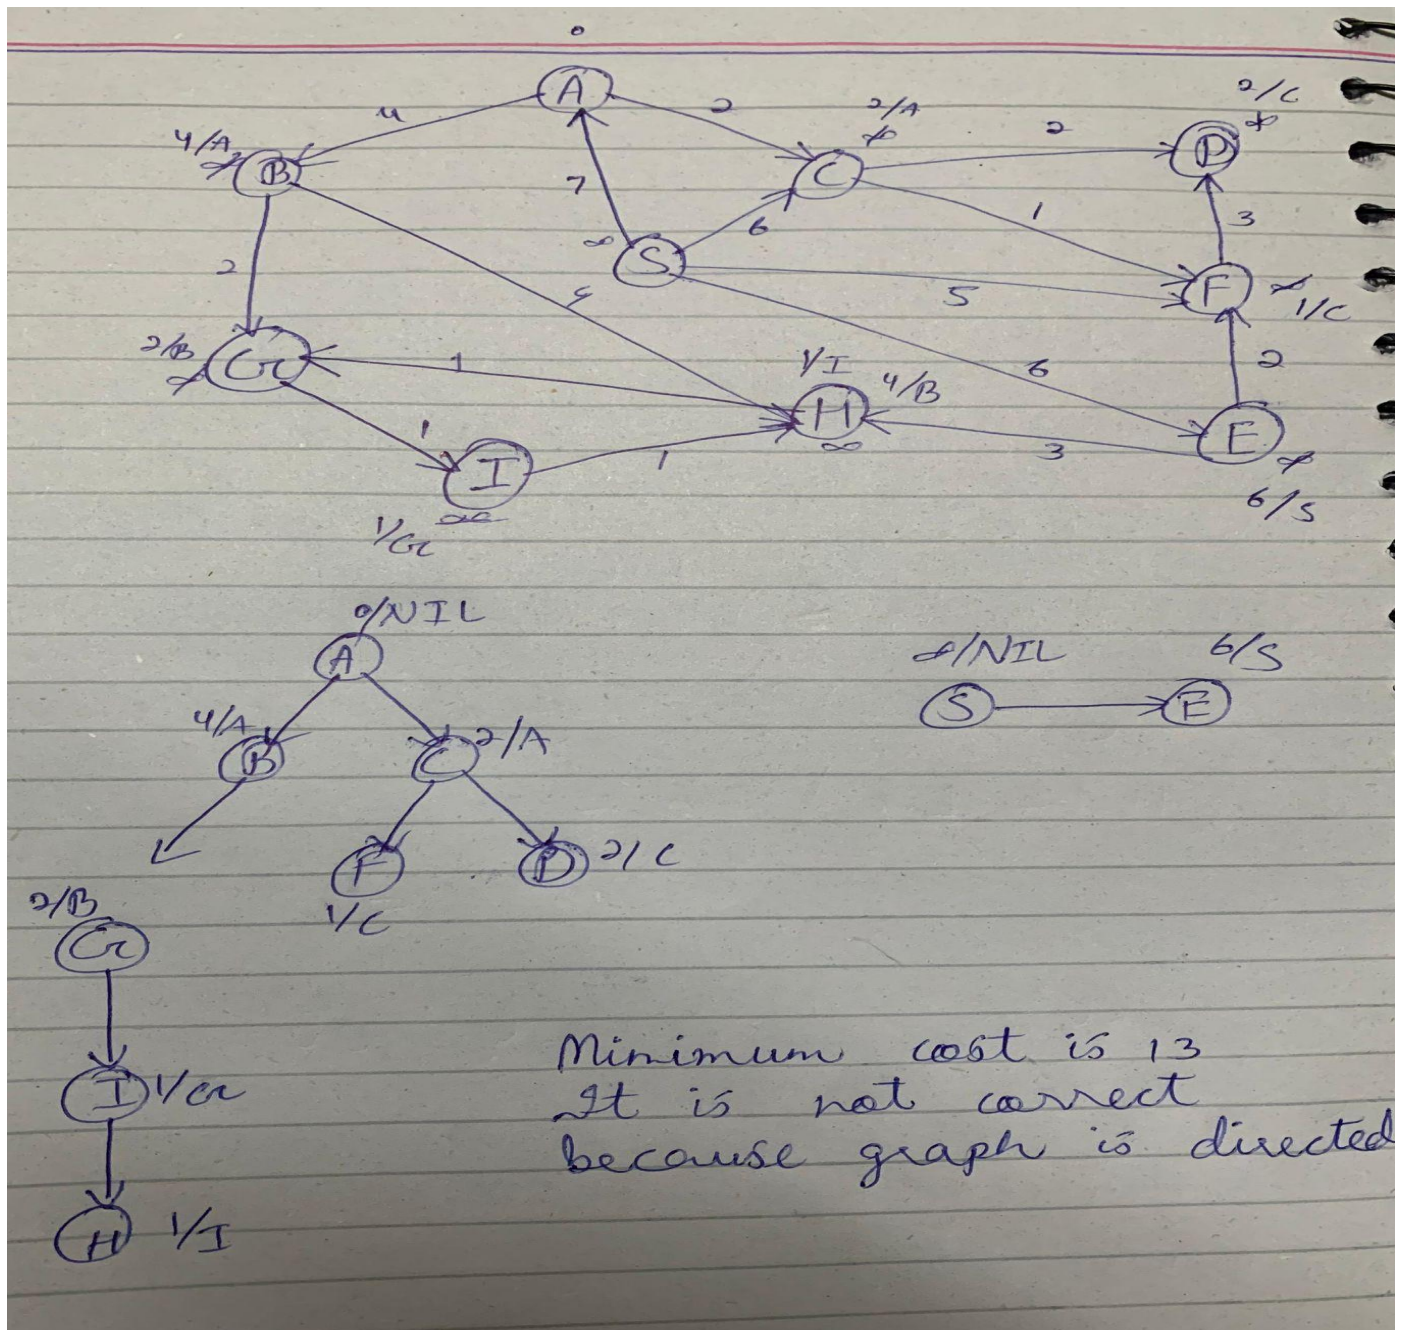 0
A
4
2
2/A
∞
2
2/C
∞
4/A
∞
B
C
D
7
6
1
3
∞
S
2
5
F
∞
1/C
2/B
∞
G
1
4
1/I
4/B
6
2
H
∞
E
∞
1
I
1
3
6/S
1/G
∞
0/NIL
A
∞/NIL
6/S
S
E
4/A
B
C
2/A
F
D
2/C
1/C
2/B
G
I
1/G
H
1/I
Minimum cost is 13
It is not correct
because graph is directed